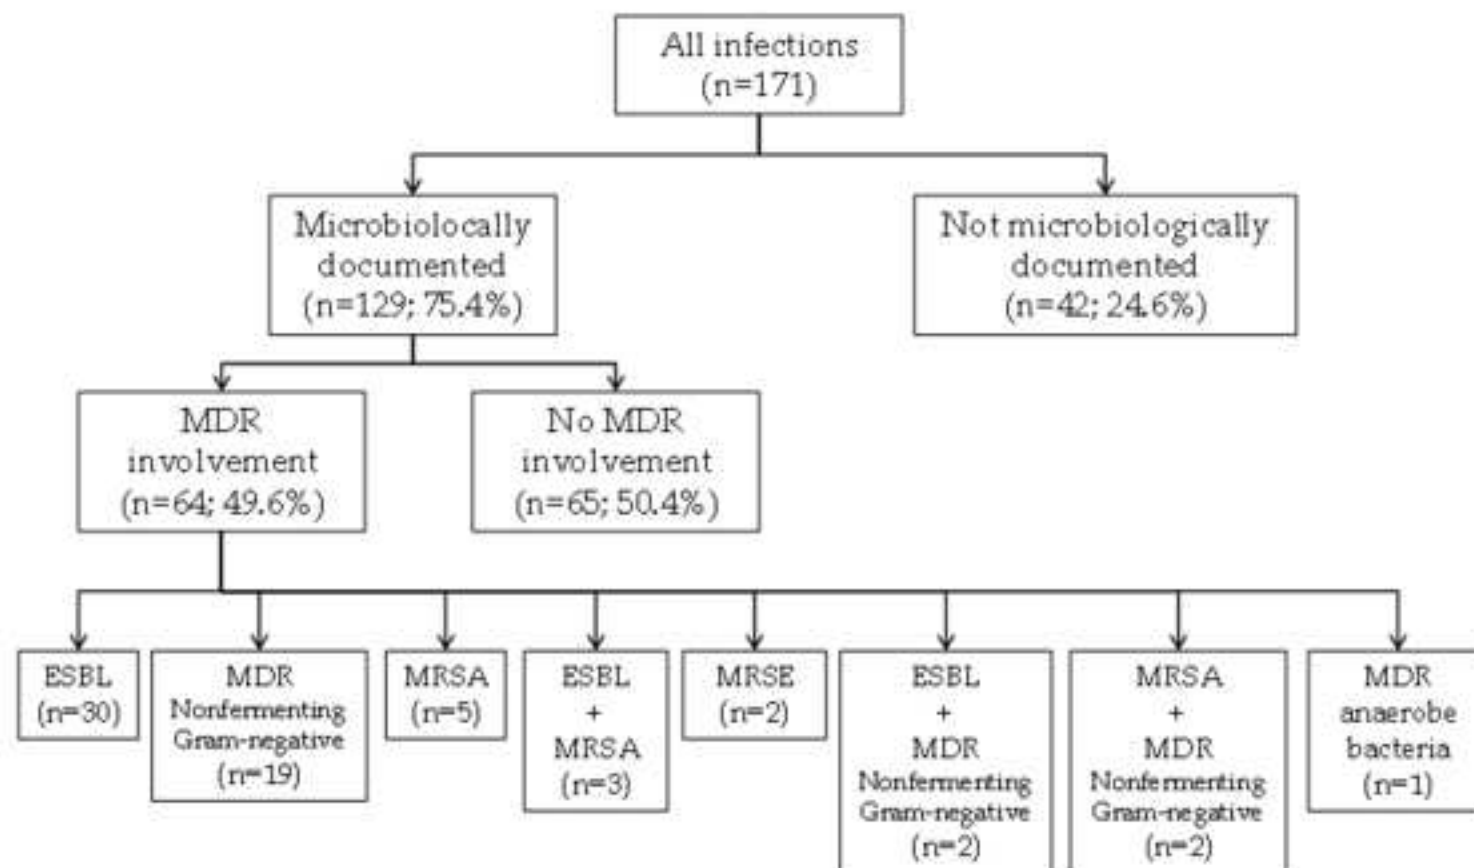 All infections
(n=171)
Microbiolocally
documented
(n=129; 75.4%)
Not microbiologically
documented
(n=42; 24.6%)
MDR
involvement
(n=64; 49.6%)
No MDR
involvement
(n=65; 50.4%)
ESBL
(n=30)
MDR
Nonfermenting
Gram-negative
(n=19)
MRSA
(n=5)
ESBL
+
MRSA
(n=3)
MRSE
(n=2)
ESBL
+
MDR
Nonfermenting
Gram-negative
(n=2)
MRSA
+
MDR
Nonfermenting
Gram-negative
(n=2)
MDR
anaerobe
bacteria
(n=1)